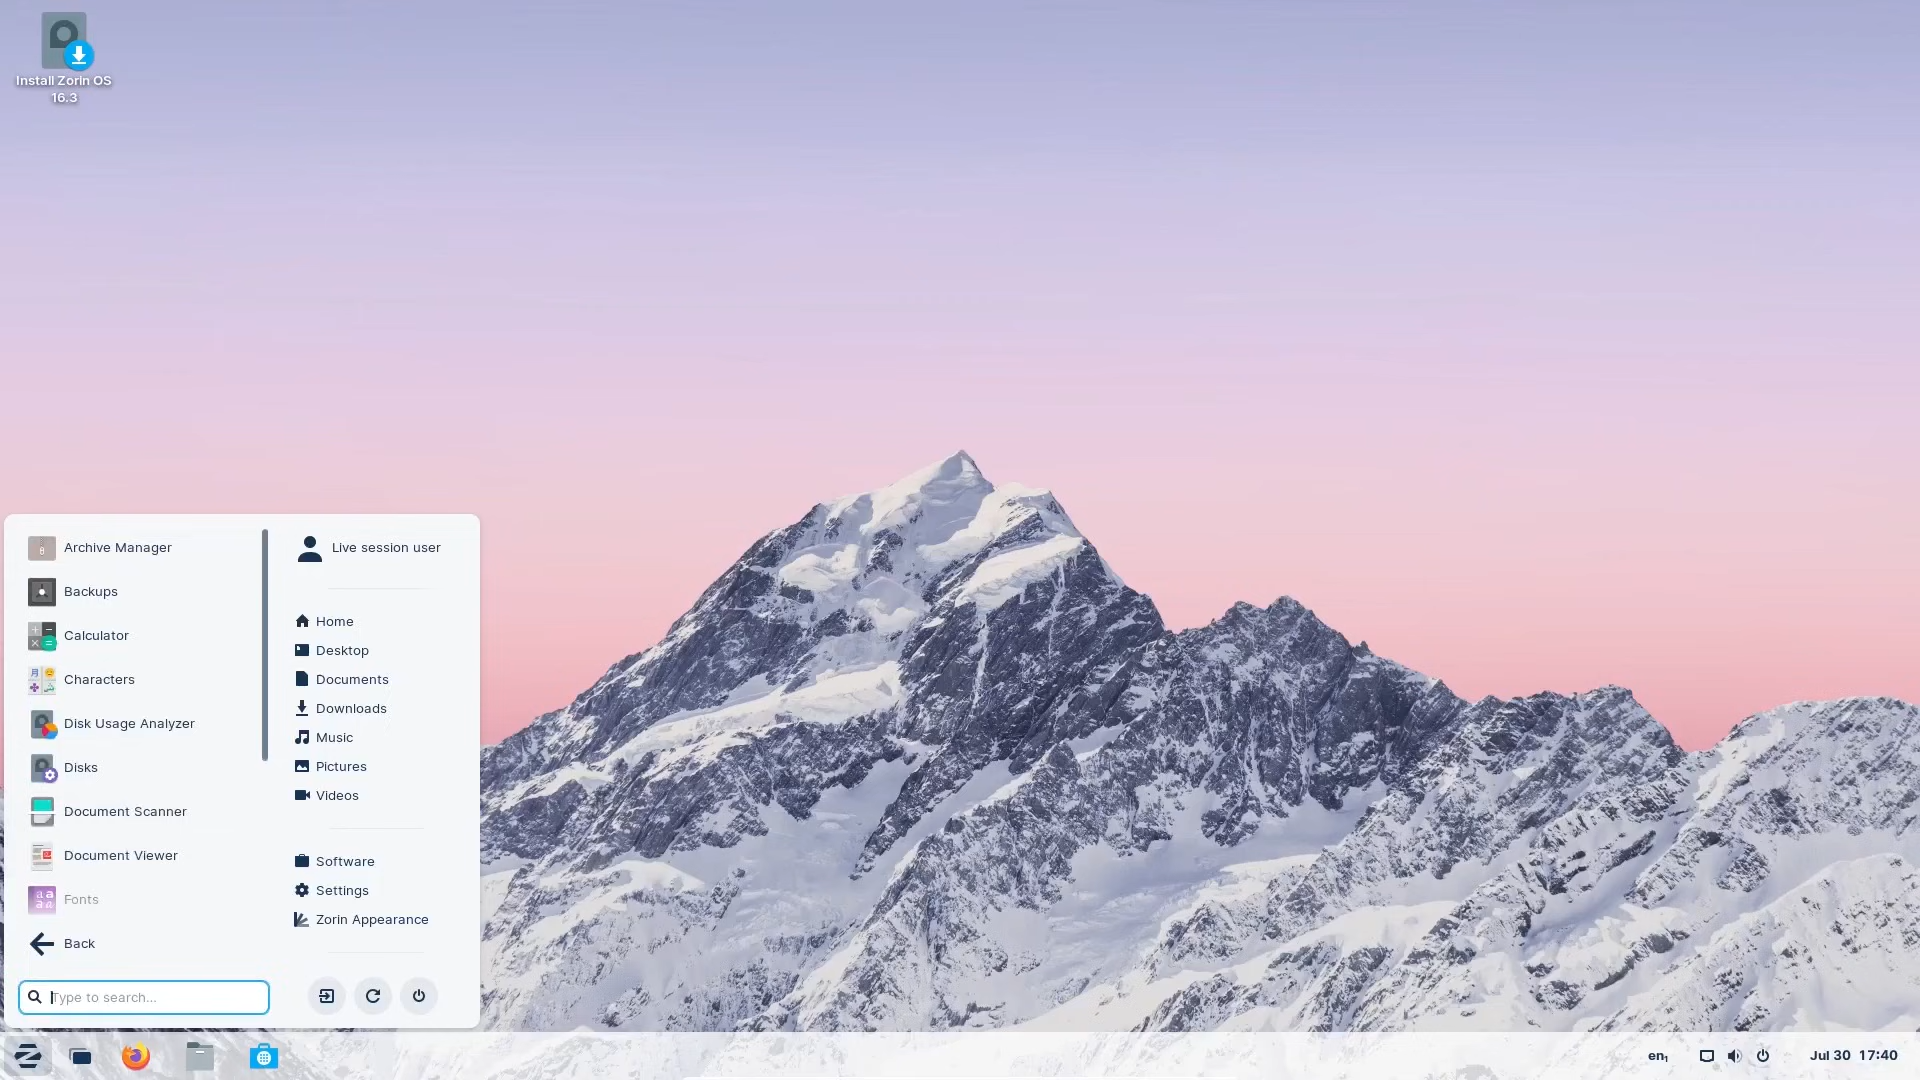 Install Zorin OS
16.3
Archive Manager
Backups
Calculator
Characters
Disk Usage Analyzer
Disks
Document Scanner
Document Viewer
Fonts
Back
Type to search...
Live session user
Home
Desktop
Documents
Downloads
Music
Pictures
Videos
Software
Settings
Zorin Appearance
en₁
Jul 30 17:40